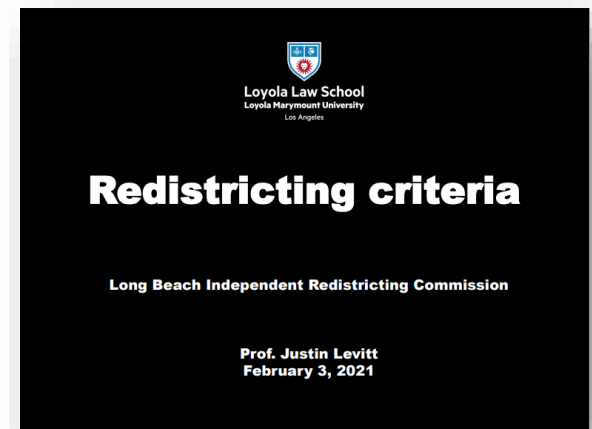 Loyola Law School
Loyola Marymount University
Los Angeles
Redistricting criteria
Long Beach Independent Redistricting Commission
Prof. Justin Levitt
February 3, 2021